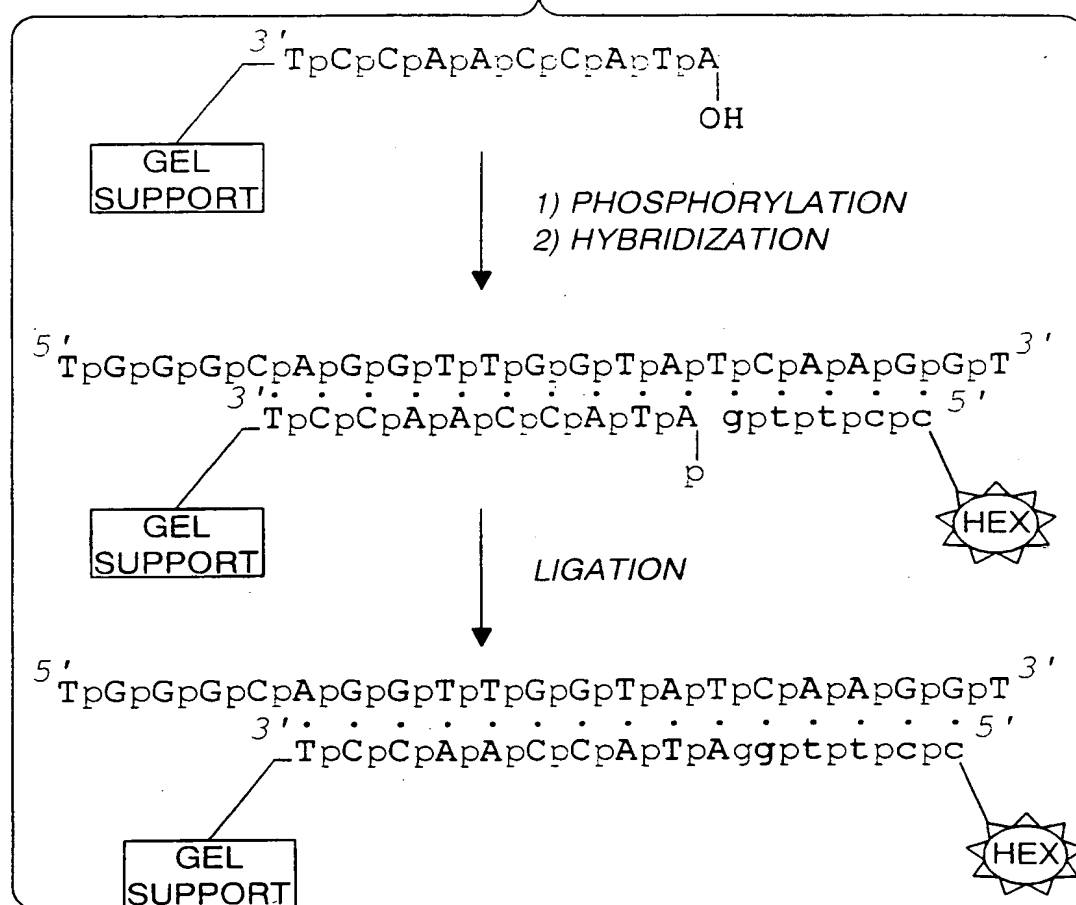 3' TpCpCpApApCpCpApTpA
OH
GEL
SUPPORT
1) PHOSPHORYLATION
2) HYBRIDIZATION
5' TpGpGpGpCpApGpGpTpTpGpGpTpApTpCpApApGpGpT 3'
3' TpCpCpApApCpCpApTpA gptptpcpc 5'
p
GEL
SUPPORT
HEX
LIGATION
5' TpGpGpGpCpApGpGpTpTpGpGpTpApTpCpApApGpGpT 3'
3' TpCpCpApApCpCpApTpAggptptpcpc 5'
GEL
SUPPORT
HEX